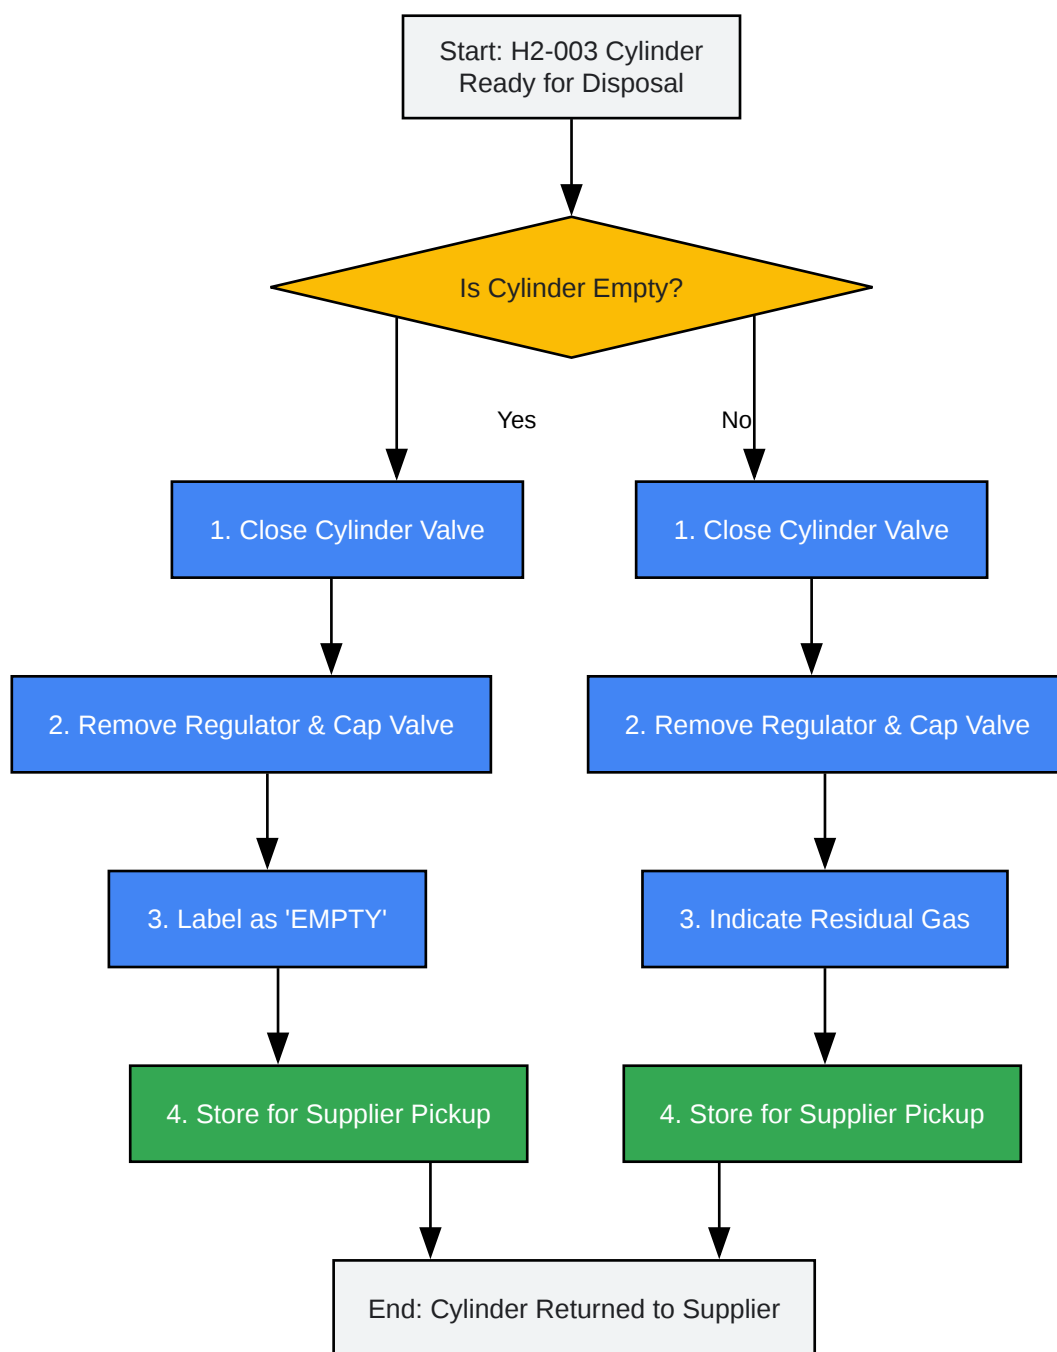 Start: H2-003 Cylinder
Ready for Disposal
Is Cylinder Empty?
Yes
No
1. Close Cylinder Valve
1. Close Cylinder Valve
2. Remove Regulator & Cap Valve
2. Remove Regulator & Cap Valve
3. Label as 'EMPTY'
3. Indicate Residual Gas
4. Store for Supplier Pickup
4. Store for Supplier Pickup
End: Cylinder Returned to Supplier